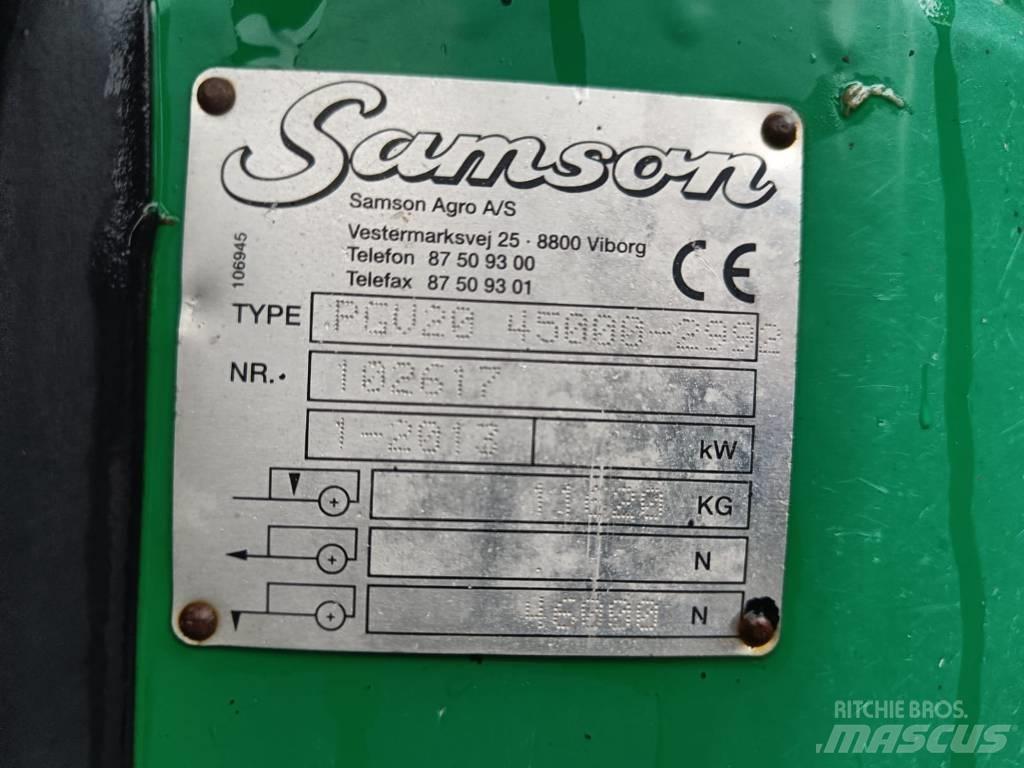 Samson
Samson Agro A/S
Vestermarksvej 25 · 8800 Viborg
Telefon 87 50 93 00
Telefax 87 50 93 01
CE
106945
TYPE PGV20 45000-2992
NR. 102617
1-2013 kW
KG
N
46000 N
RITCHIE BROS.
MASCUS